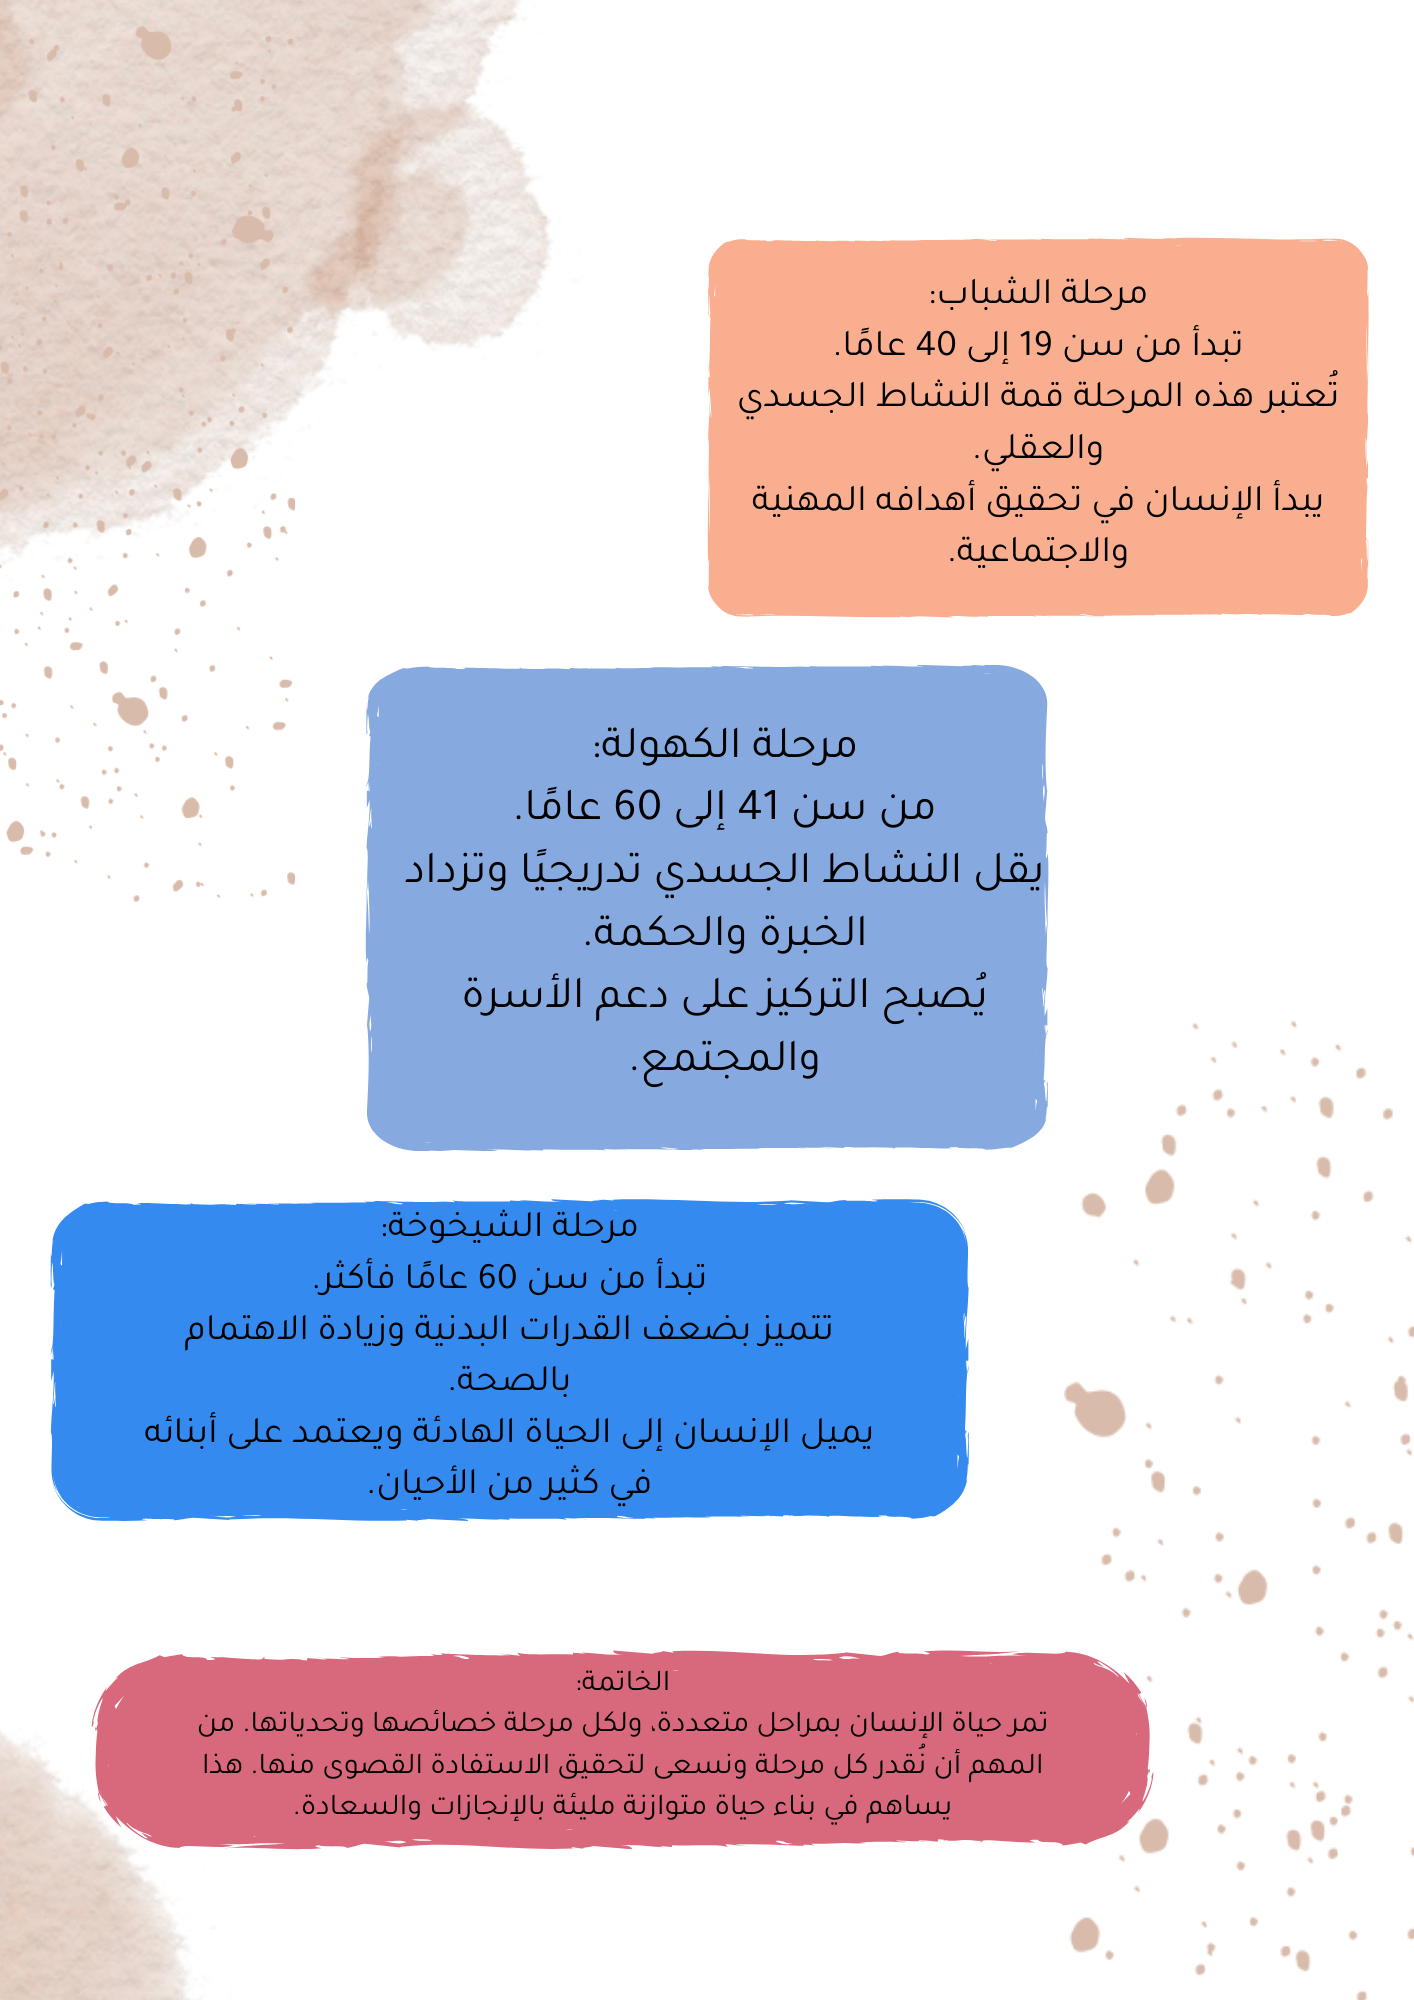 مرحلة الشباب:
تبدأ من سن 19 إلى 40 عامًا.
تُعتبر هذه المرحلة قمة النشاط الجسدي
والعقلي.
يبدأ الإنسان في تحقيق أهدافه المهنية
والاجتماعية.
مرحلة الكهولة:
من سن 41 إلى 60 عامًا.
يقل النشاط الجسدي تدريجيًا وتزداد
الخبرة والحكمة.
يُصبح التركيز على دعم الأسرة
والمجتمع.
مرحلة الشيخوخة:
تبدأ من سن 60 عامًا فأكثر.
تتميز بضعف القدرات البدنية وزيادة الاهتمام
بالصحة.
يميل الإنسان إلى الحياة الهادئة ويعتمد على أبنائه
في كثير من الأحيان.
الخاتمة:
تمر حياة الإنسان بمراحل متعددة، ولكل مرحلة خصائصها وتحدياتها. من
المهم أن نُقدر كل مرحلة ونسعى لتحقيق الاستفادة القصوى منها. هذا
يساهم في بناء حياة متوازنة مليئة بالإنجازات والسعادة.